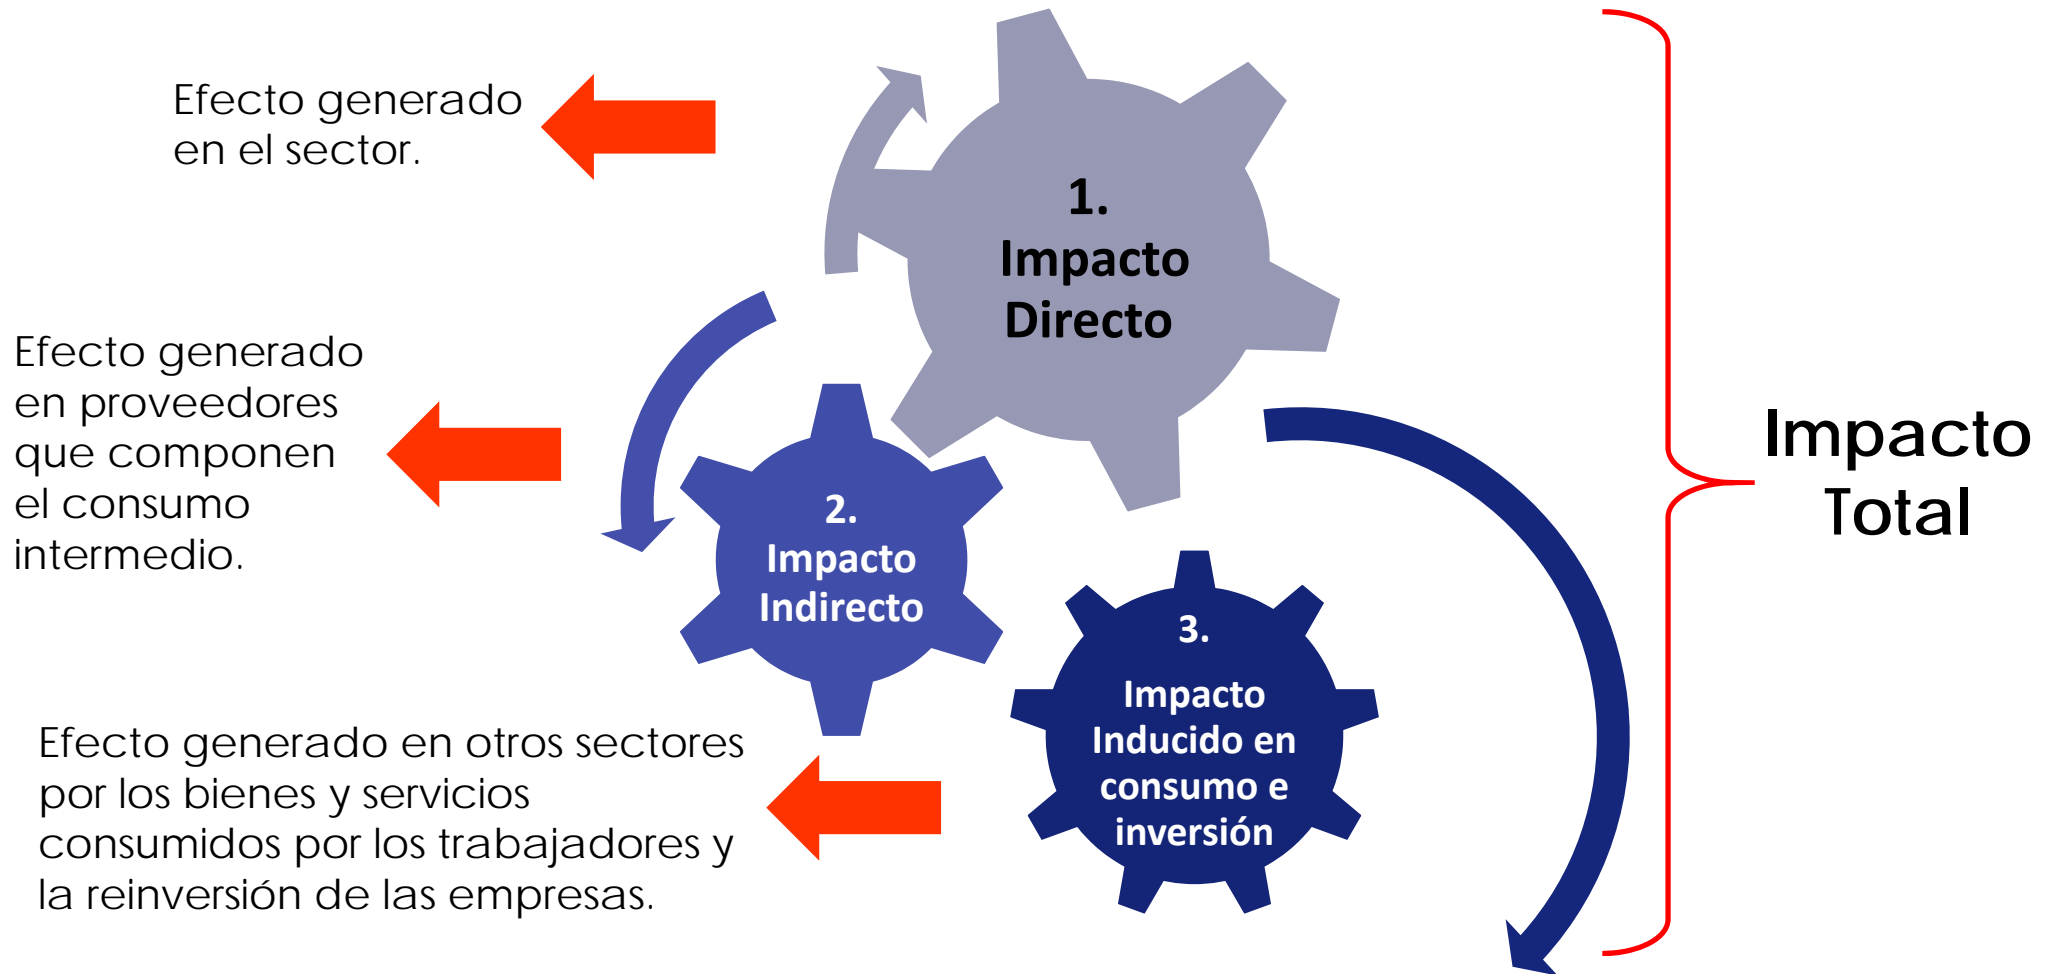 Efecto generado
en el sector.
1.
Impacto
Directo
Efecto generado
en proveedores
que componen
el consumo
intermedio.
2.
Impacto
Indirecto
Efecto generado en otros sectores
por los bienes y servicios
consumidos por los trabajadores y
la reinversión de las empresas.
3.
Impacto
Inducido en
consumo e
inversión
Impacto
Total